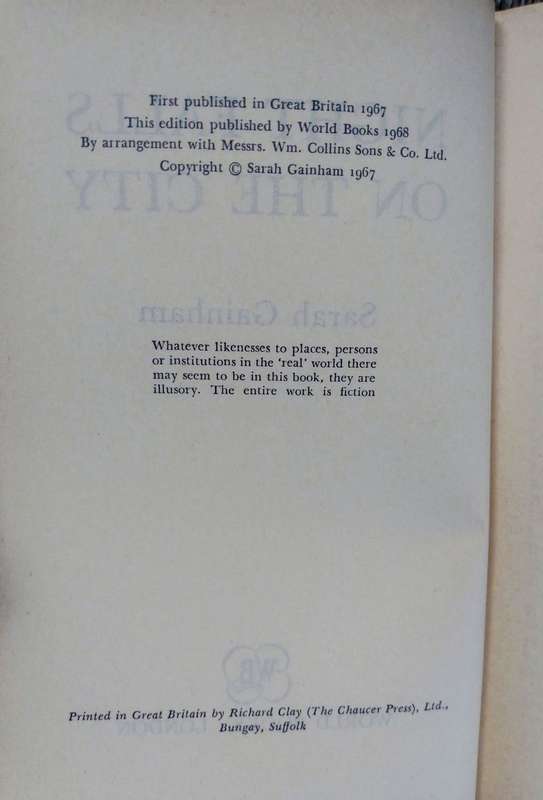 First published in Great Britain 1967
This edition published by World Books 1968
By arrangement with Messrs. Wm. Collins Sons & Co. Ltd.
Copyright © Sarah Gainham 1967
Whatever likenesses to places, persons
or institutions in the 'real' world there
may seem to be in this book, they are
illusory. The entire work is fiction
Printed in Great Britain by Richard Clay (The Chaucer Press), Ltd.,
Bungay, Suffolk